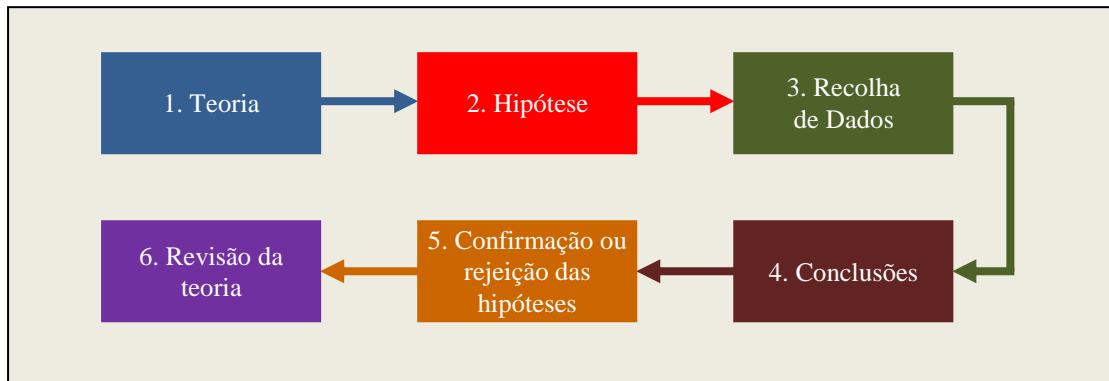 1. Teoria
2. Hipótese
3. Recolha
de Dados
4. Conclusões
5. Confirmação ou
rejeição das
hipóteses
6. Revisão da
teoria